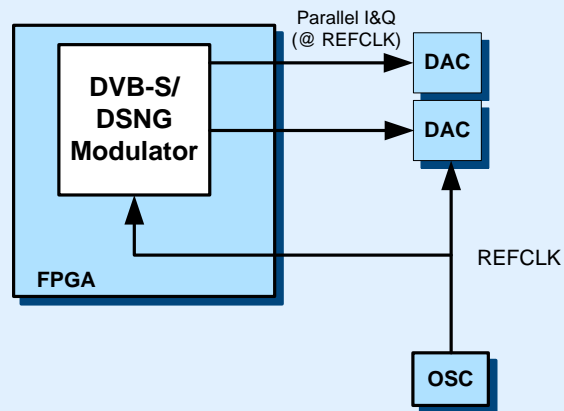 Parallel I&Q
(@ REFCLK)
DVB-S/
DSNG
Modulator
DAC
DAC
REFCLK
FPGA
OSC